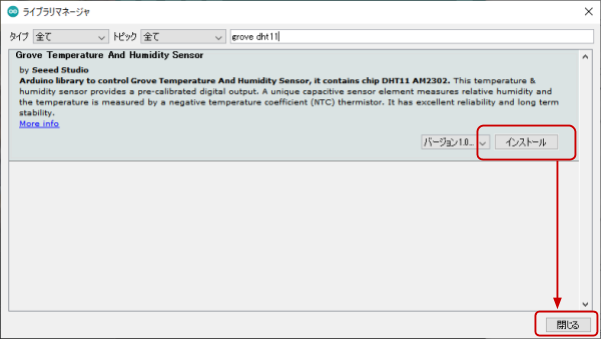 ライブラリマネージャ
タイプ 全て トピック 全て grove dht11
Grove Temperature And Humidity Sensor
by Seeed Studio
Arduino library to control Grove Temperature And Humidity Sensor, it contains chip DHT11 AM2302. This temperature &
humidity sensor provides a pre-calibrated digital output. A unique capacitive sensor element measures relative humidity and
the temperature is measured by a negative temperature coefficient (NTC) thermistor. It has excellent reliability and long term
stability.
More info
バージョン1.0... インストール
閉じる